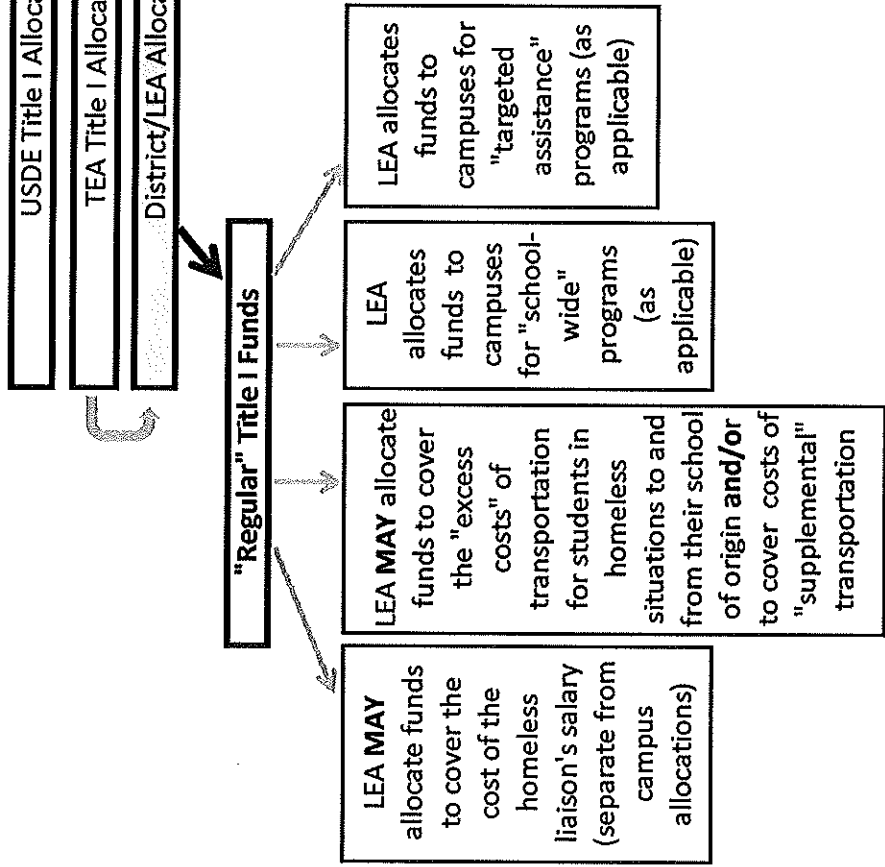 USDE Title I Alloca
TEA Title I Alloca
District/LEA Alloca
"Regular" Title I Funds
LEA MAY
allocate funds
to cover the
cost of the
homeless
liaison's salary
(separate from
campus
allocations)
LEA MAY allocate
funds to cover
the "excess
costs" of
transportation
for students in
homeless
situations to and
from their school
of origin and/or
to cover costs of
"supplemental"
transportation
LEA
allocates
funds to
campuses
for "school-
wide"
programs
(as
applicable)
LEA allocates
funds to
campuses for
"targeted
assistance"
programs (as
applicable)